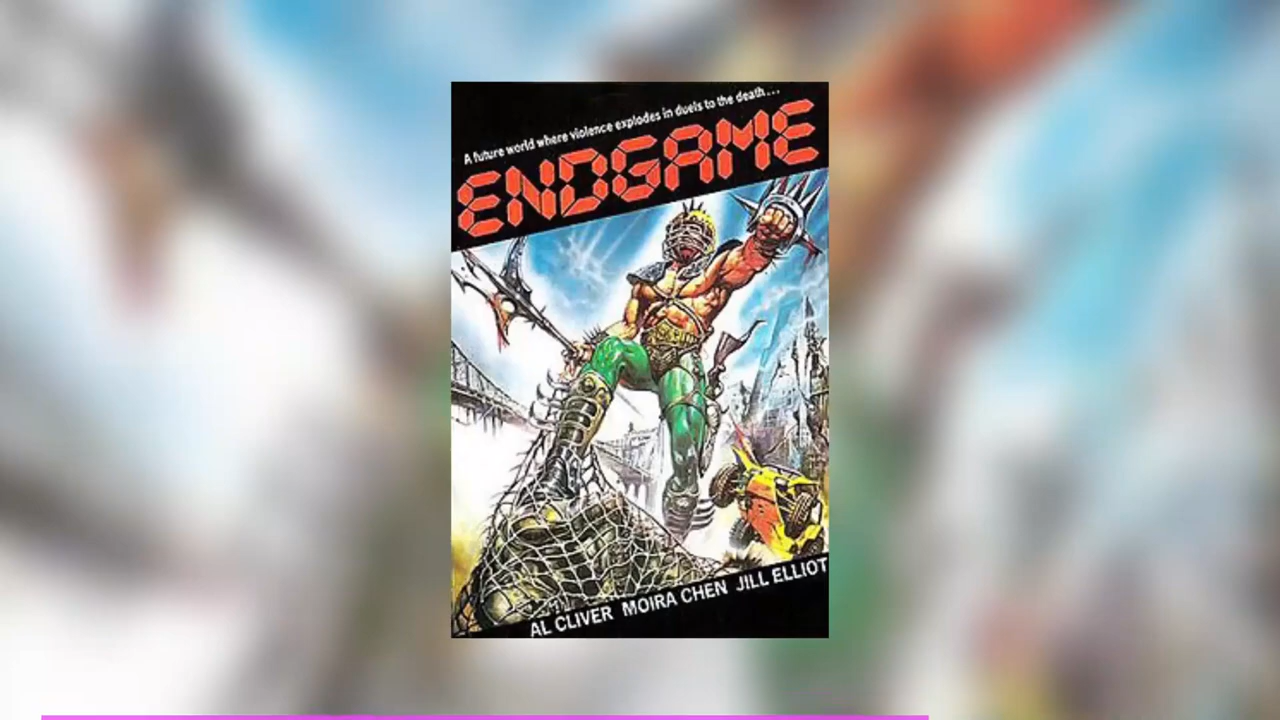 A future world where violence explodes in duels to the death...
ENDGAME
AL CLIVER MOIRA CHEN JILL ELLIOT